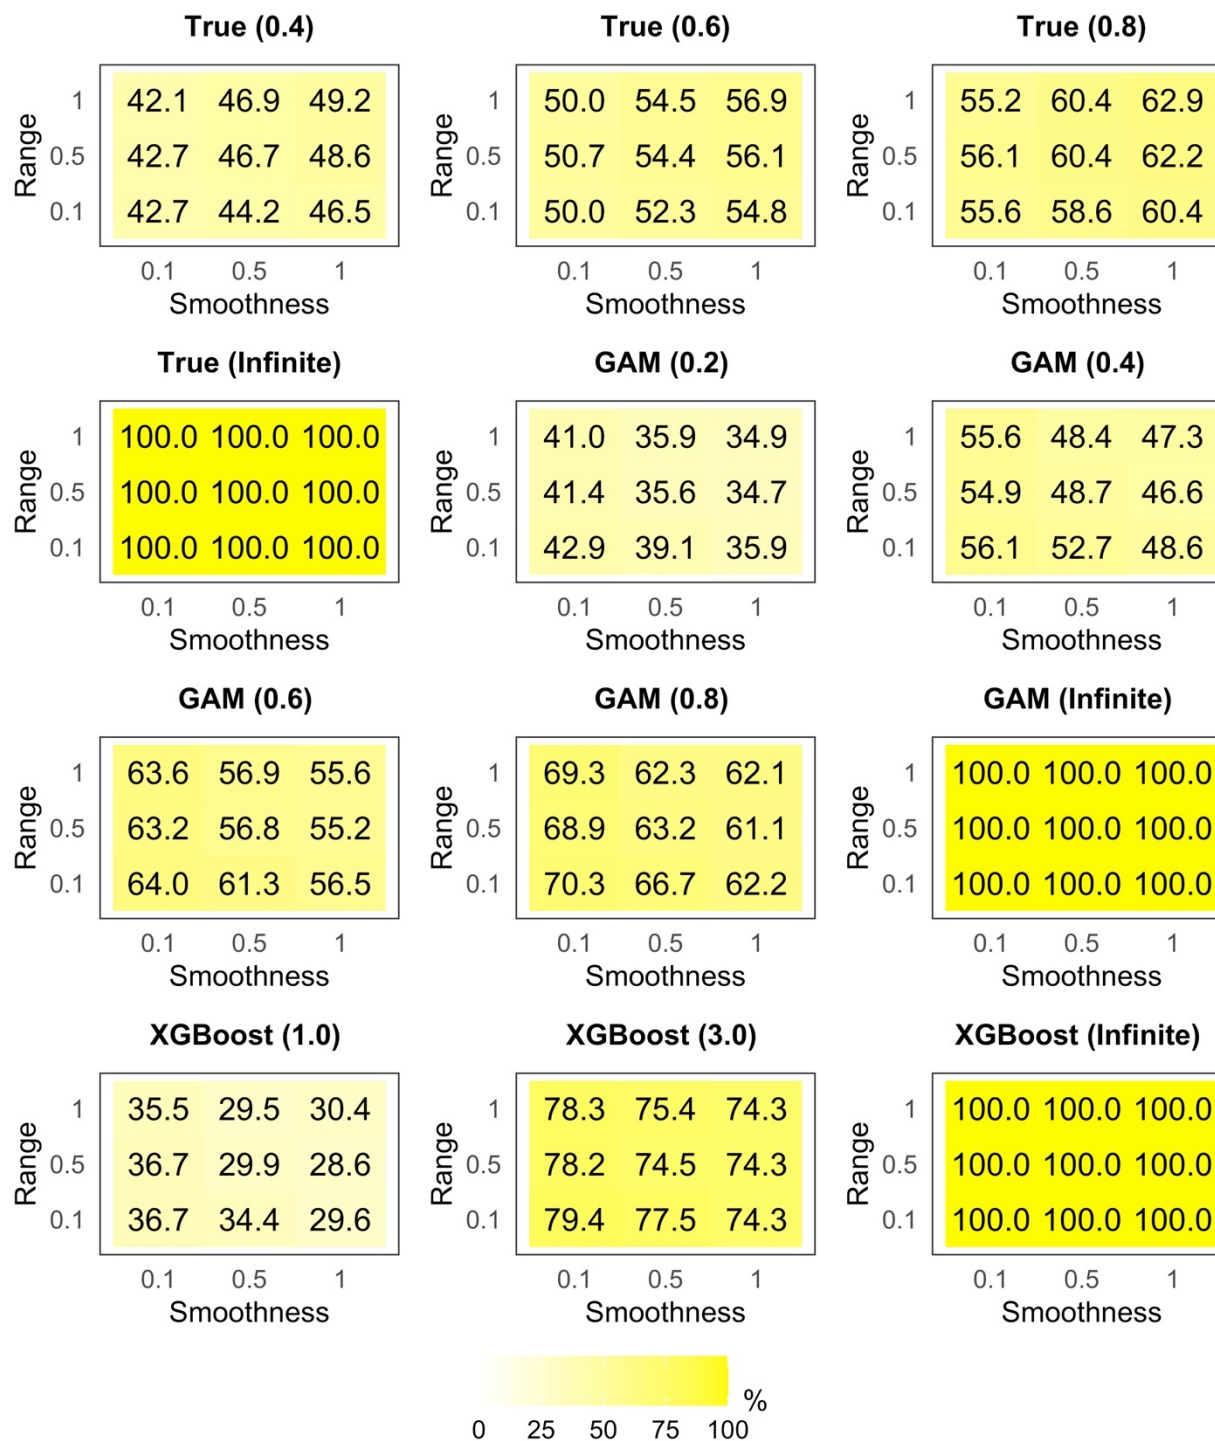 True (0.4)
Range
1 42.1 46.9 49.2
0.5 42.7 46.7 48.6
0.1 42.7 44.2 46.5
0.1 0.5 1
Smoothness
True (0.6)
Range
1 50.0 54.5 56.9
0.5 50.7 54.4 56.1
0.1 50.0 52.3 54.8
0.1 0.5 1
Smoothness
True (0.8)
Range
1 55.2 60.4 62.9
0.5 56.1 60.4 62.2
0.1 55.6 58.6 60.4
0.1 0.5 1
Smoothness
True (Infinite)
Range
1 100.0 100.0 100.0
0.5 100.0 100.0 100.0
0.1 100.0 100.0 100.0
0.1 0.5 1
Smoothness
GAM (0.2)
Range
1 41.0 35.9 34.9
0.5 41.4 35.6 34.7
0.1 42.9 39.1 35.9
0.1 0.5 1
Smoothness
GAM (0.4)
Range
1 55.6 48.4 47.3
0.5 54.9 48.7 46.6
0.1 56.1 52.7 48.6
0.1 0.5 1
Smoothness
GAM (0.6)
Range
1 63.6 56.9 55.6
0.5 63.2 56.8 55.2
0.1 64.0 61.3 56.5
0.1 0.5 1
Smoothness
GAM (0.8)
Range
1 69.3 62.3 62.1
0.5 68.9 63.2 61.1
0.1 70.3 66.7 62.2
0.1 0.5 1
Smoothness
GAM (Infinite)
Range
1 100.0 100.0 100.0
0.5 100.0 100.0 100.0
0.1 100.0 100.0 100.0
0.1 0.5 1
Smoothness
XGBoost (1.0)
Range
1 35.5 29.5 30.4
0.5 36.7 29.9 28.6
0.1 36.7 34.4 29.6
0.1 0.5 1
Smoothness
XGBoost (3.0)
Range
1 78.3 75.4 74.3
0.5 78.2 74.5 74.3
0.1 79.4 77.5 74.3
0.1 0.5 1
Smoothness
XGBoost (Infinite)
Range
1 100.0 100.0 100.0
0.5 100.0 100.0 100.0
0.1 100.0 100.0 100.0
0.1 0.5 1
Smoothness
%
0 25 50 75 100